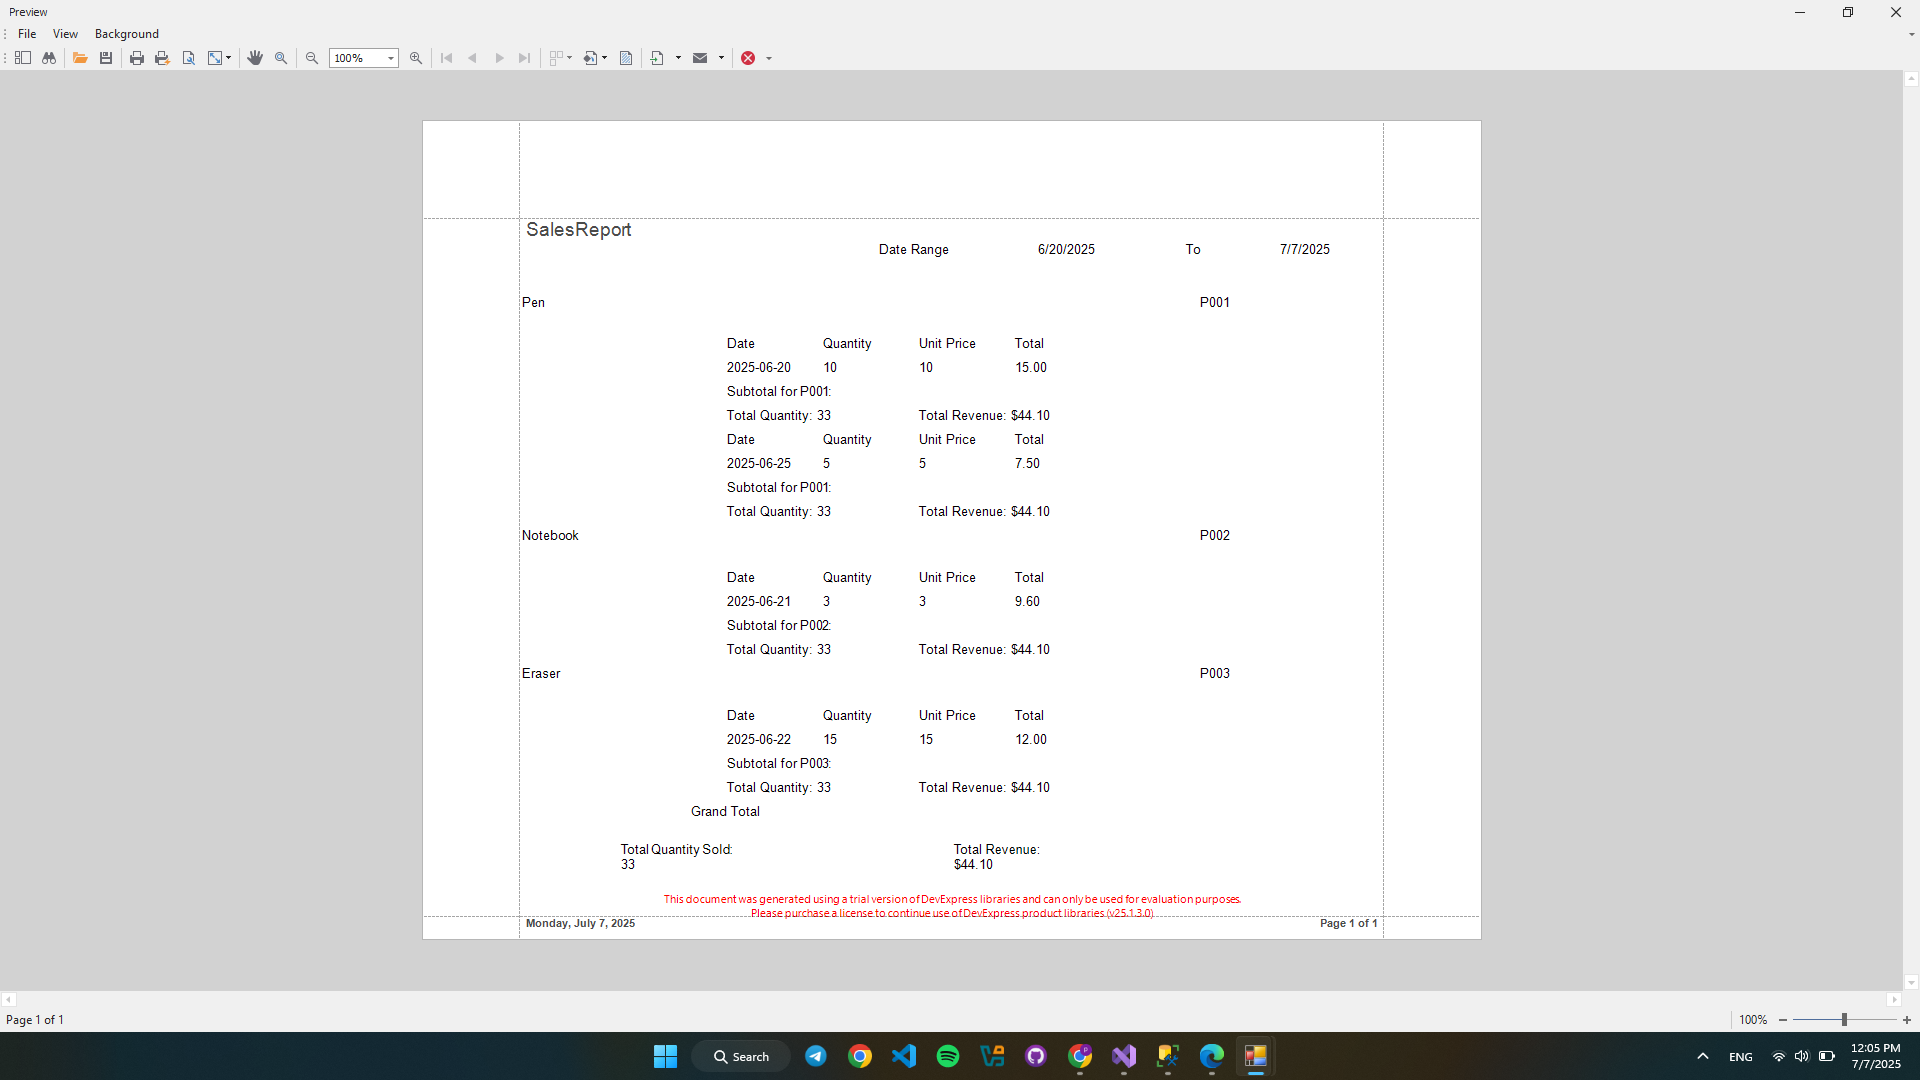 Preview
File View Background
100%
SalesReport
Date Range 6/20/2025 To 7/7/2025
Pen P001
Date Quantity Unit Price Total
2025-06-20 10 10 15.00
Subtotal for P001:
Total Quantity: 33 Total Revenue: $44.10
Date Quantity Unit Price Total
2025-06-25 5 5 7.50
Subtotal for P001:
Total Quantity: 33 Total Revenue: $44.10
Notebook P002
Date Quantity Unit Price Total
2025-06-21 3 3 9.60
Subtotal for P002:
Total Quantity: 33 Total Revenue: $44.10
Eraser P003
Date Quantity Unit Price Total
2025-06-22 15 15 12.00
Subtotal for P003:
Total Quantity: 33 Total Revenue: $44.10
Grand Total
Total Quantity Sold: Total Revenue:
33 $44.10
This document was generated using a trial version of DevExpress libraries and can only be used for evaluation purposes.
Please purchase a license to continue use of DevExpress product libraries (v25.1.3.0)
Monday, July 7, 2025 Page 1 of 1
Page 1 of 1 100%
Search ENG 12:05 PM
7/7/2025